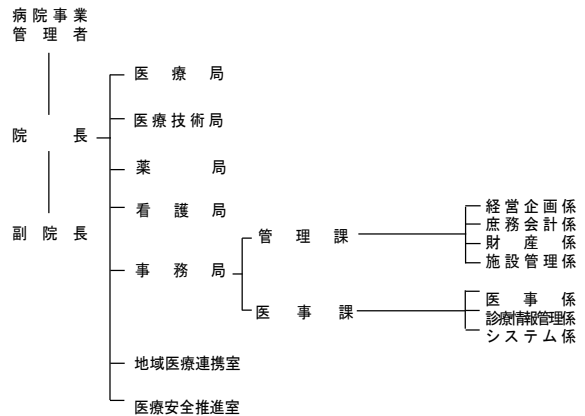 病院事業
管理者
院長
副院長
医療局
医療技術局
薬局
看護局
事務局
地域医療連携室
医療安全推進室
管理課
医事課
経営企画係
庶務会計係
財産係
施設管理係
医事係
診療情報管理係
システム係